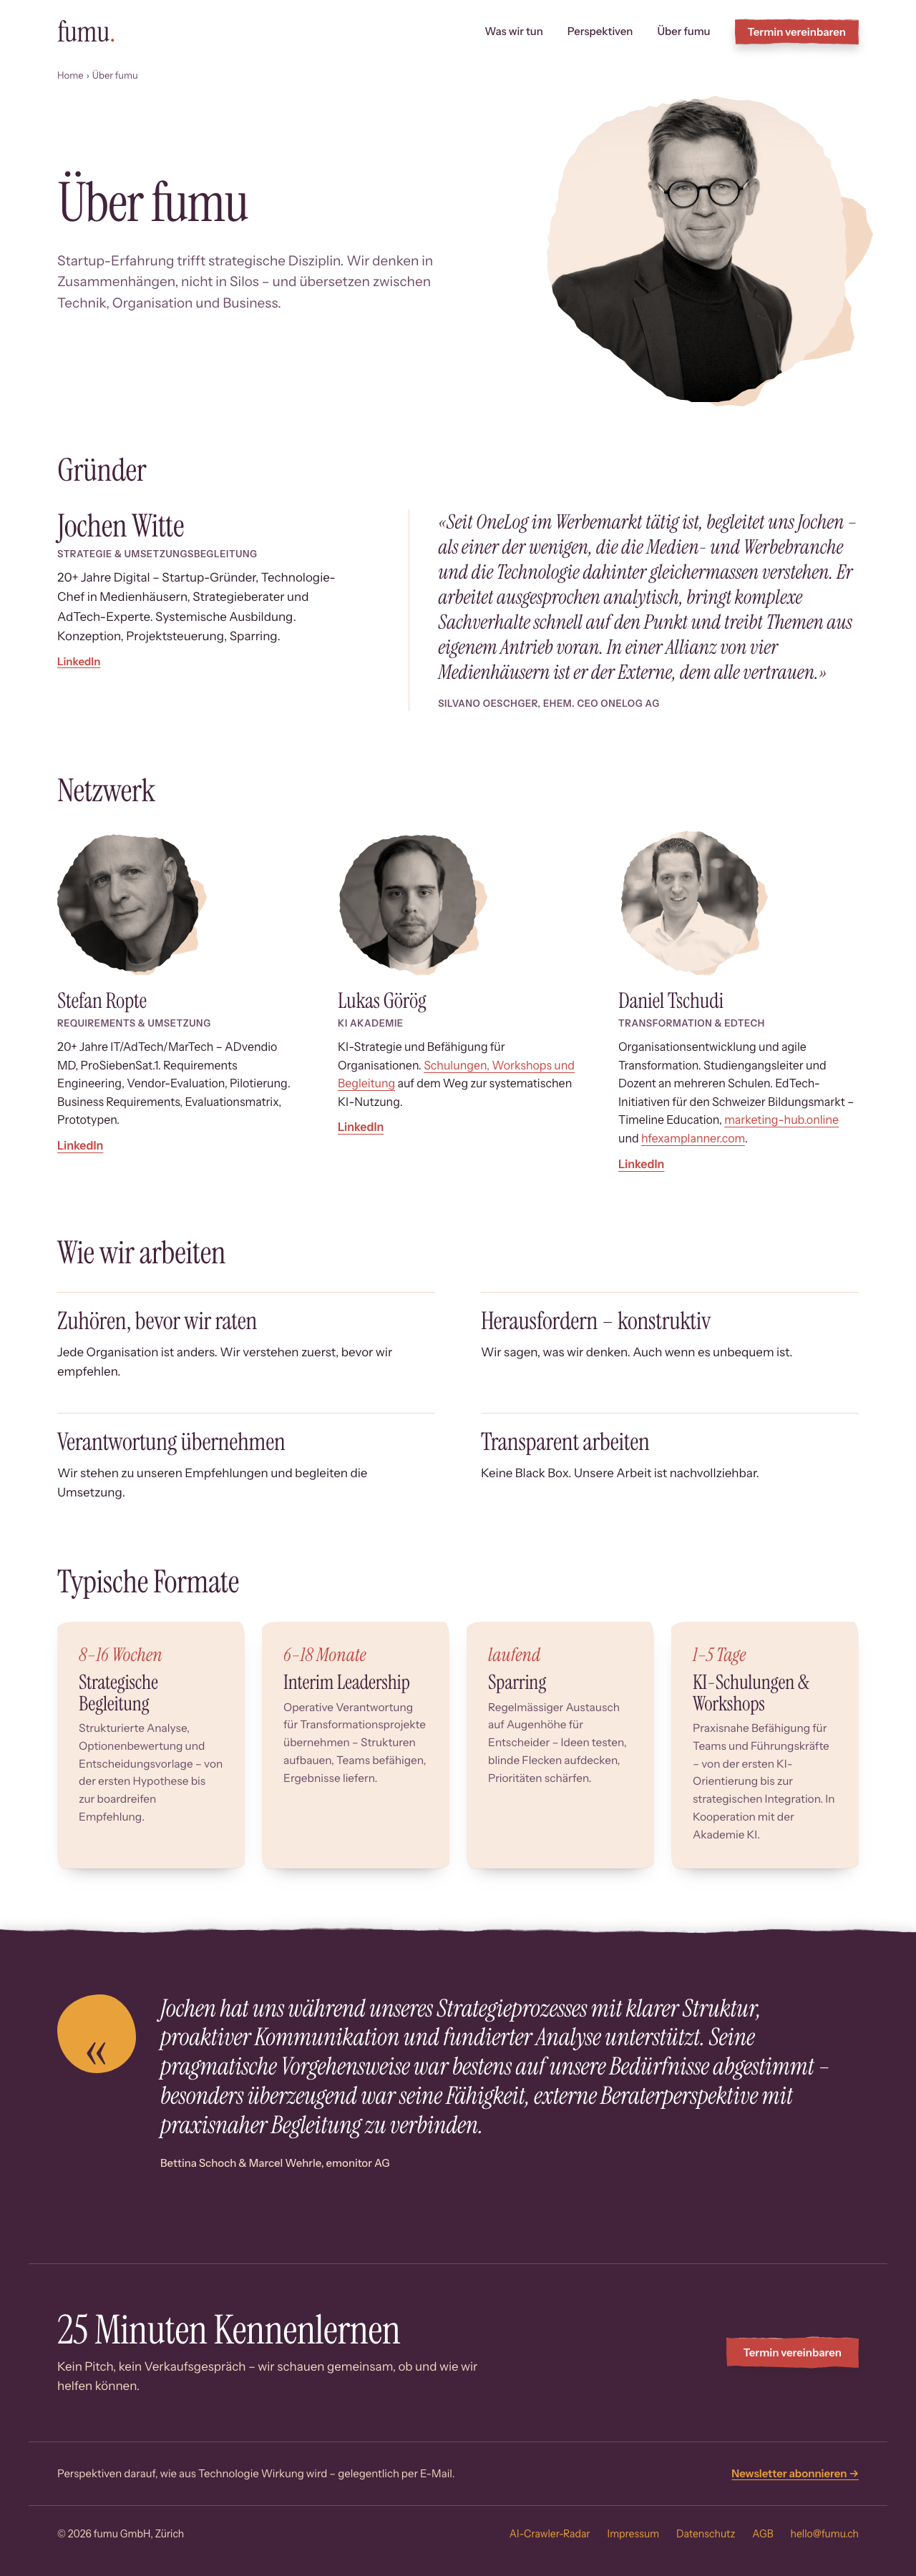 fumu.
Was wir tun
Perspektiven
Über fumu
Termin vereinbaren
Home › Über fumu
Über fumu
Startup-Erfahrung trifft strategische Disziplin. Wir denken in
Zusammenhängen, nicht in Silos – und übersetzen zwischen
Technik, Organisation und Business.
Gründer
Jochen Witte
STRATEGIE & UMSETZUNGSBEGLEITUNG
20+ Jahre Digital – Startup-Gründer, Technologie-
Chef in Medienhäusern, Strategieberater und
AdTech-Experte. Systemische Ausbildung.
Konzeption, Projektsteuerung, Sparring.
LinkedIn
«Seit OneLog im Werbemarkt tätig ist, begleitet uns Jochen –
als einer der wenigen, die die Medien- und Werbebranche
und die Technologie dahinter gleichermassen verstehen. Er
arbeitet ausgesprochen analytisch, bringt komplexe
Sachverhalte schnell auf den Punkt und treibt Themen aus
eigenem Antrieb voran. In einer Allianz von vier
Medienhäusern ist er der Externe, dem alle vertrauen.»
SILVANO OESCHGER, EHEM. CEO ONELOG AG
Netzwerk
Stefan Ropte
REQUIREMENTS & UMSETZUNG
20+ Jahre IT/AdTech/MarTech – ADvendio
MD, ProSiebenSat.1. Requirements
Engineering, Vendor-Evaluation, Pilotierung.
Business Requirements, Evaluationsmatrix,
Prototypen.
LinkedIn
Lukas Görög
KI AKADEMIE
KI-Strategie und Befähigung für
Organisationen. Schulungen, Workshops und
Begleitung auf dem Weg zur systematischen
KI-Nutzung.
LinkedIn
Daniel Tschudi
TRANSFORMATION & EDTECH
Organisationsentwicklung und agile
Transformation. Studiengangsleiter und
Dozent an mehreren Schulen. EdTech-
Initiativen für den Schweizer Bildungsmarkt –
Timeline Education, marketing-hub.online
und hfexamplanner.com.
LinkedIn
Wie wir arbeiten
Zuhören, bevor wir raten
Jede Organisation ist anders. Wir verstehen zuerst, bevor wir
empfehlen.
Herausfordern – konstruktiv
Wir sagen, was wir denken. Auch wenn es unbequem ist.
Verantwortung übernehmen
Wir stehen zu unseren Empfehlungen und begleiten die
Umsetzung.
Transparent arbeiten
Keine Black Box. Unsere Arbeit ist nachvollziehbar.
Typische Formate
8–16 Wochen
Strategische
Begleitung
Strukturierte Analyse,
Optionenbewertung und
Entscheidungsvorlage – von
der ersten Hypothese bis
zur boardreifen
Empfehlung.
6–18 Monate
Interim Leadership
Operative Verantwortung
für Transformationsprojekte
übernehmen – Strukturen
aufbauen, Teams befähigen,
Ergebnisse liefern.
laufend
Sparring
Regelmässiger Austausch
auf Augenhöhe für
Entscheider – Ideen testen,
blinde Flecken aufdecken,
Prioritäten schärfen.
1–5 Tage
KI-Schulungen &
Workshops
Praxisnahe Befähigung für
Teams und Führungskräfte
– von der ersten KI-
Orientierung bis zur
strategischen Integration. In
Kooperation mit der
Akademie KI.
«
Jochen hat uns während unseres Strategieprozesses mit klarer Struktur,
proaktiver Kommunikation und fundierter Analyse unterstützt. Seine
pragmatische Vorgehensweise war bestens auf unsere Bedürfnisse abgestimmt –
besonders überzeugend war seine Fähigkeit, externe Beraterperspektive mit
praxisnaher Begleitung zu verbinden.
Bettina Schoch & Marcel Wehrle, emonitor AG
25 Minuten Kennenlernen
Kein Pitch, kein Verkaufsgespräch – wir schauen gemeinsam, ob und wie wir
helfen können.
Termin vereinbaren
Perspektiven darauf, wie aus Technologie Wirkung wird – gelegentlich per E-Mail.
Newsletter abonnieren →
© 2026 fumu GmbH, Zürich
AI-Crawler-Radar
Impressum
Datenschutz
AGB
hello@fumu.ch